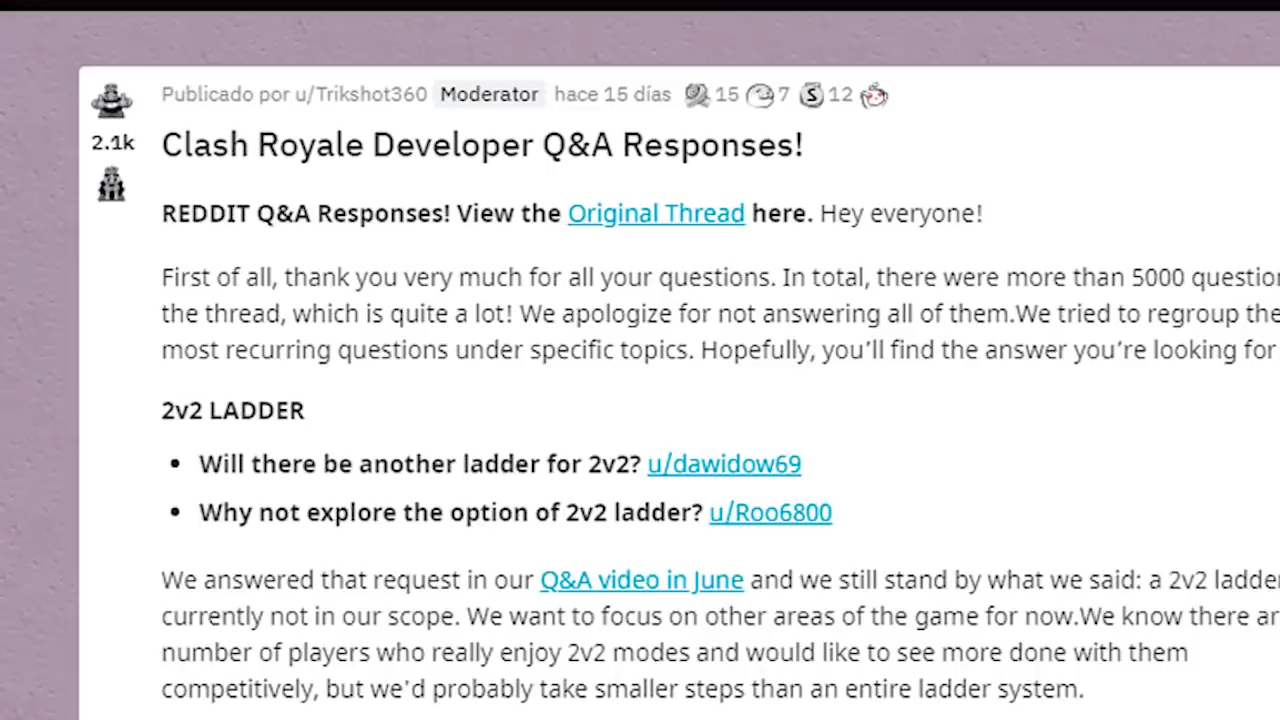 Publicado por u/Trikshot360 Moderator hace 15 días 15 7 S 12
2.1k
Clash Royale Developer Q&A Responses!
REDDIT Q&A Responses! View the Original Thread here. Hey everyone!
First of all, thank you very much for all your questions. In total, there were more than 5000
the thread, which is quite a lot! We apologize for not answering all of them.We tried to regroup
most recurring questions under specific topics. Hopefully, you'll find the answer you're looking for
2v2 LADDER
• Will there be another ladder for 2v2? u/dawidow69
• Why not explore the option of 2v2 ladder? u/Roo6800
We answered that request in our Q&A video in June and we still stand by what we said: a 2v2
currently not in our scope. We want to focus on other areas of the game for now.We know there
number of players who really enjoy 2v2 modes and would like to see more done with them
competitively, but we'd probably take smaller steps than an entire ladder system.